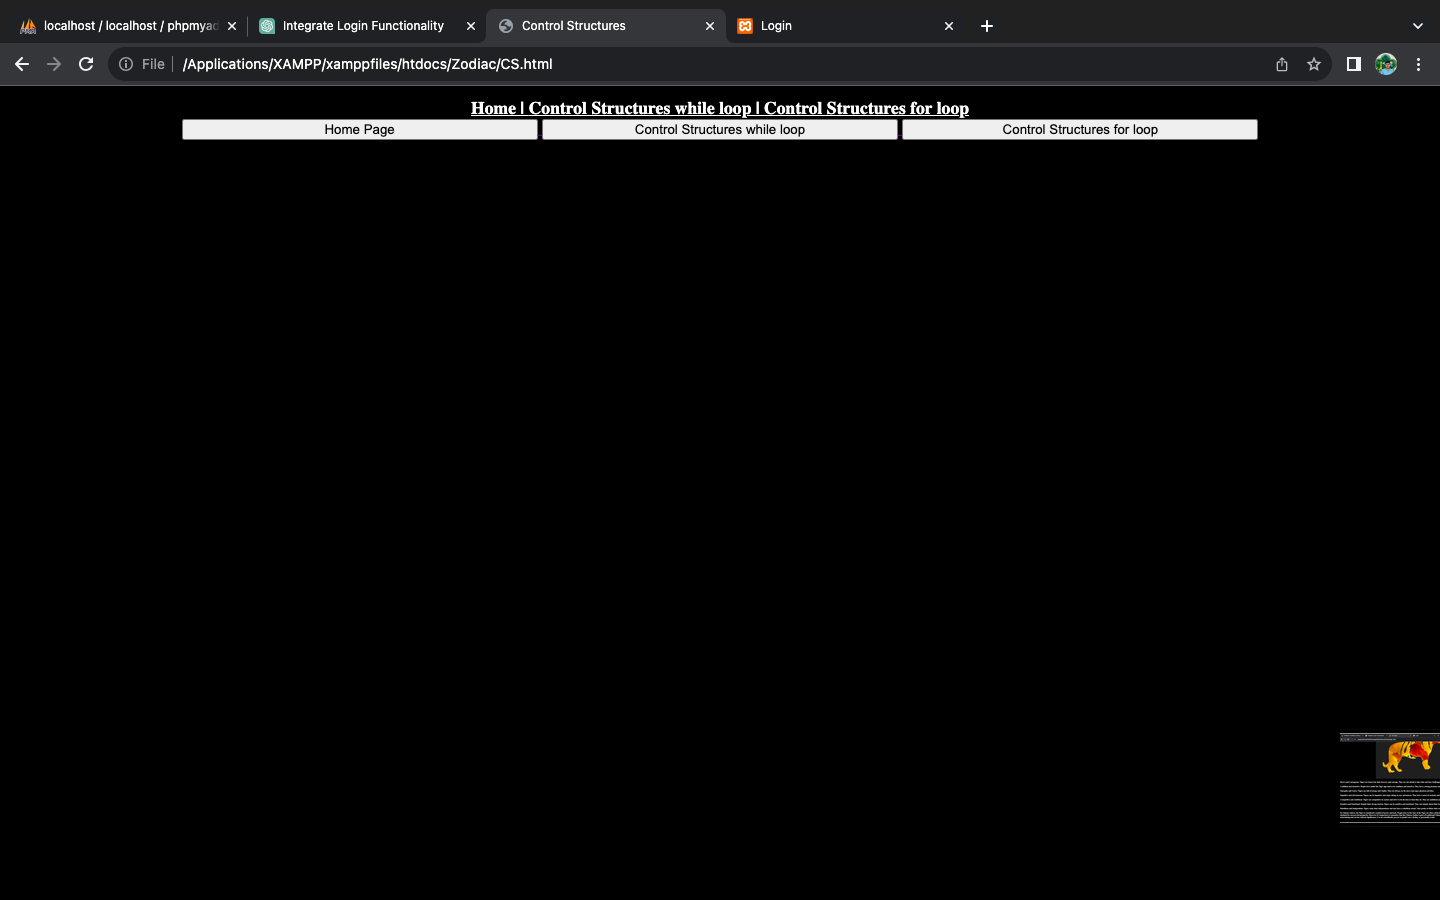 localhost / localhost / phpmyad
Integrate Login Functionality
Control Structures
Login
File
/Applications/XAMPP/xamppfiles/htdocs/Zodiac/CS.html
Home | Control Structures while loop | Control Structures for loop
Home Page
Control Structures while loop
Control Structures for loop